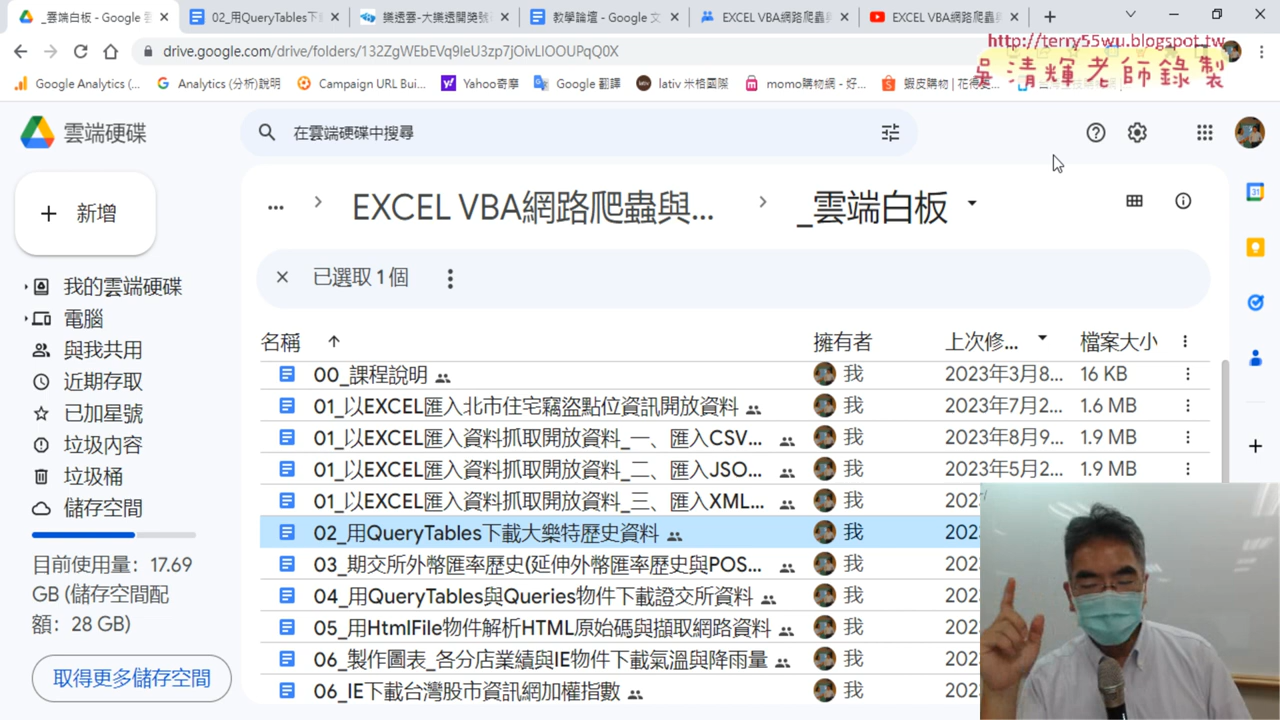 _雲端白板 - Google 雲
02_用QueryTables下
樂透雲-大樂透開獎號
教學論壇 - Google 文
EXCEL VBA網路爬蟲與
EXCEL VBA網路爬蟲
http://terry55wu.blogspot.tw
drive.google.com/drive/folders/132ZgWEbEVq9IeU3zp7jOivLIOOUPqQ0X
吳清輝老師錄製
Google Analytics (...
Analytics (分析)說明
Campaign URL Bui...
Yahoo奇摩
Google 翻譯
lativ 米格國際
momo購物網 - 好...
蝦皮購物 | 花得更...
雲端硬碟
在雲端硬碟中搜尋
新增
... > EXCEL VBA網路爬蟲與... > _雲端白板
已選取 1 個
我的雲端硬碟
電腦
與我共用
近期存取
已加星號
垃圾內容
垃圾桶
儲存空間
目前使用量： 17.69
GB (儲存空間配
額： 28 GB)
取得更多儲存空間
名稱 擁有者 上次修... 檔案大小
00_課程說明 我 2023年3月8... 16 KB
01_以EXCEL匯入北市住宅竊盜點位資訊開放資料 我 2023年7月2... 1.6 MB
01_以EXCEL匯入資料抓取開放資料_一、匯入CSV... 我 2023年8月9... 1.9 MB
01_以EXCEL匯入資料抓取開放資料_二、匯入JSO... 我 2023年5月2... 1.9 MB
01_以EXCEL匯入資料抓取開放資料_三、匯入XML... 我 202
02_用QueryTables下載大樂特歷史資料 我 202
03_期交所外幣匯率歷史(延伸外幣匯率歷史與POS... 我 202
04_用QueryTables與Queries物件下載證交所資料 我 202
05_用HtmlFile物件解析HTML原始碼與擷取網路資料 我 202
06_製作圖表_各分店業績與IE物件下載氣溫與降雨量 我 202
06_IE下載台灣股市資訊網加權指數 我 202